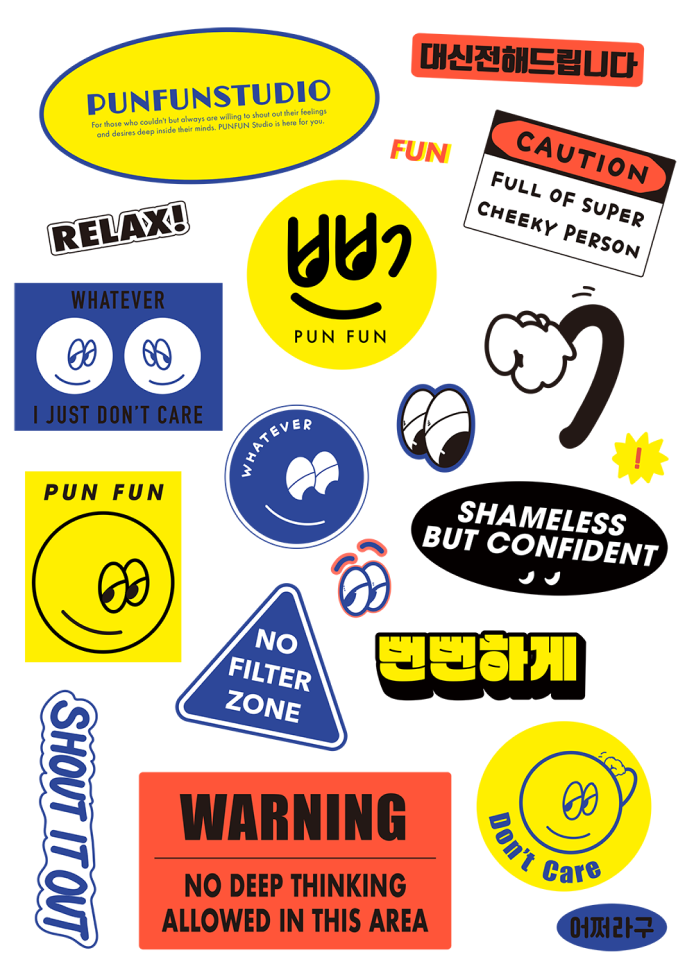 PUNFUNSTUDIO
For those who couldn't but always are willing to shout out their feelings
and desires deep inside their minds. PUNFUN Studio is here for you.
대신전해드립니다
FUN
CAUTION
FULL OF SUPER
CHEEKY PERSON
RELAX!
뻔
PUN FUN
WHATEVER
I JUST DON'T CARE
WHATEVER
!
PUN FUN
SHAMELESS
BUT CONFIDENT
NO
FILTER
ZONE
뻔뻔하게
SHOUT IT OUT
WARNING
NO DEEP THINKING
ALLOWED IN THIS AREA
Don't Care
어쩌라구